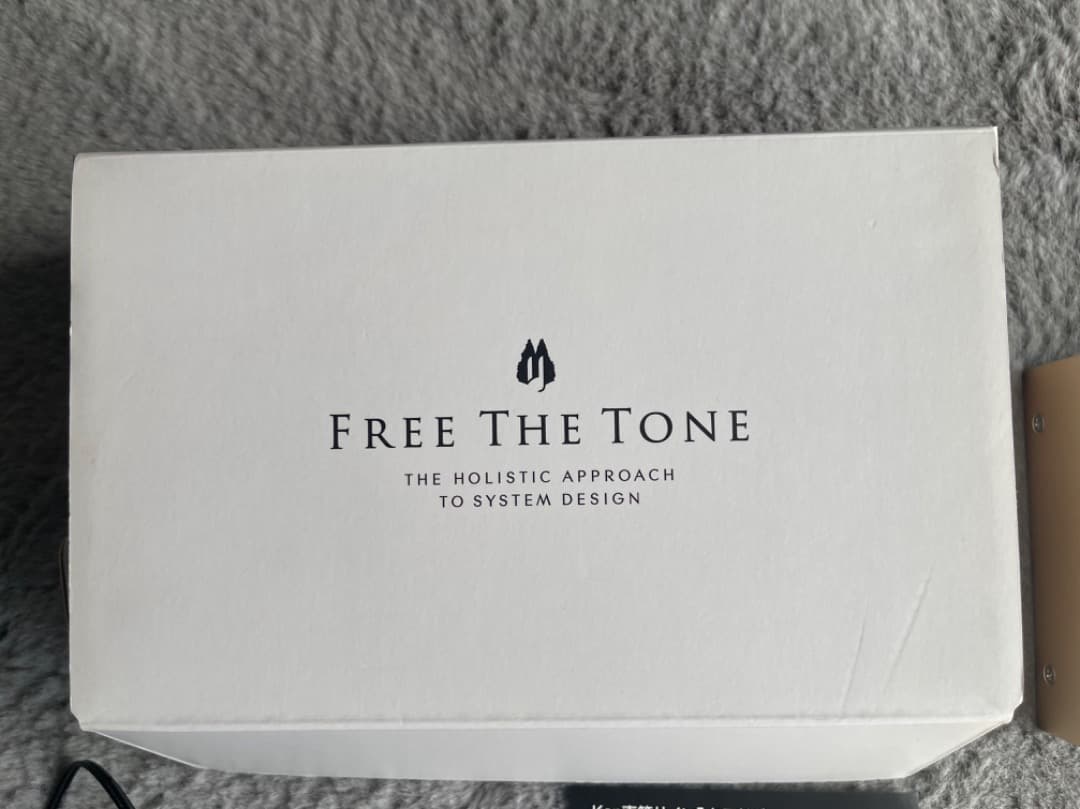 FREE THE TONE
THE HOLISTIC APPROACH
TO SYSTEM DESIGN